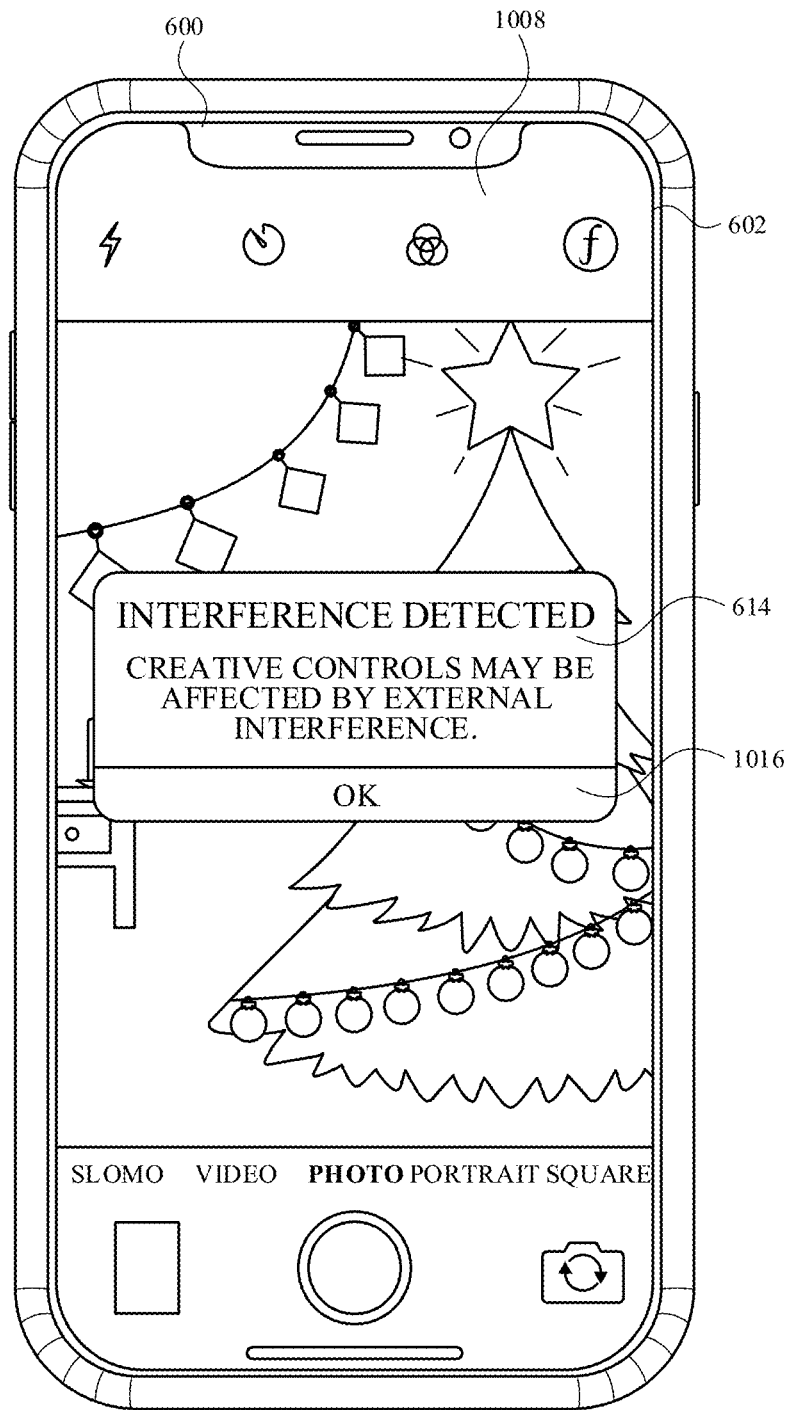 600
1008
602
f
INTERFERENCE DETECTED
614
CREATIVE CONTROLS MAY BE
AFFECTED BY EXTERNAL
INTERFERENCE.
1016
OK
SLOMO VIDEO PHOTO PORTRAIT SQUARE